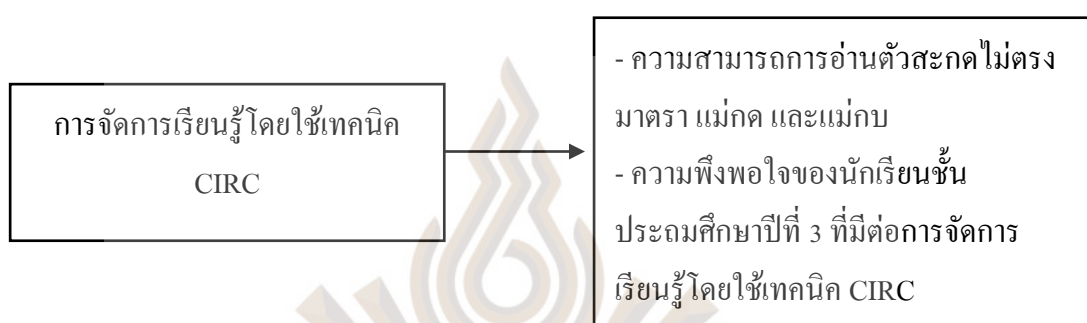 การจัดการเรียนรู้โดยใช้เทคนิค
CIRC
- ความสามารถการอ่านตัวสะกดไม่ตรง
มาตรา แม่กด และแม่กบ
- ความพึงพอใจของนักเรียนชั้น
ประถมศึกษาปีที่ 3 ที่มีต่อการจัดการ
เรียนรู้โดยใช้เทคนิค CIRC